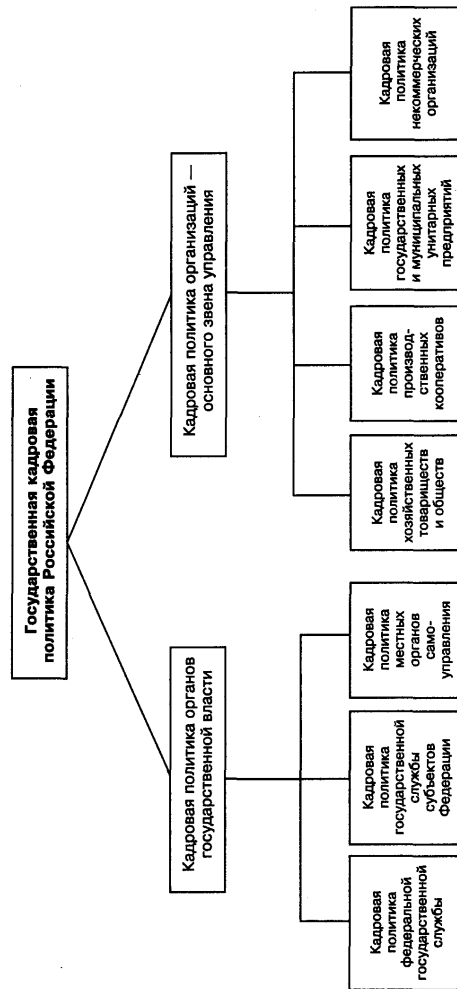 Государственная кадровая
политика Российской Федерации
Кадровая политика органов
государственной власти
Кадровая политика организаций —
основного звена управления
Кадровая
политика
федеральной
государственной
службы
Кадровая
политика
государственной
службы
субъектов
Федерации
Кадровая
политика
местных
органов
само-
управления
Кадровая
политика
хозяйственных
товариществ
и обществ
Кадровая
политика
производ-
ственных
кооперативов
Кадровая
политика
государственных
и муниципальных
унитарных
предприятий
Кадровая
политика
некоммерческих
организаций